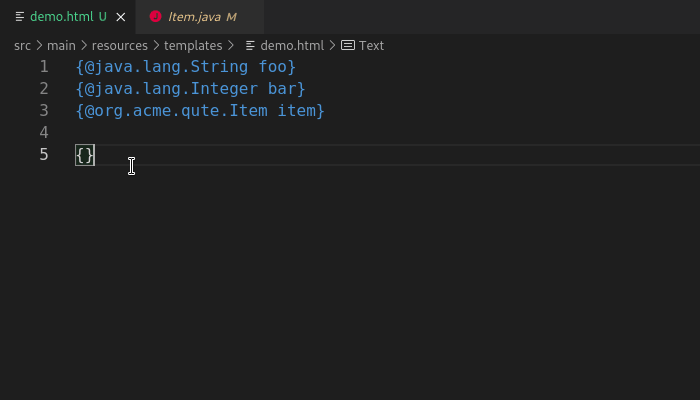 demo.html U Item.java M
src > main > resources > templates > demo.html > Text
1 {@java.lang.String foo}
2 {@java.lang.Integer bar}
3 {@org.acme.qute.Item item}
4
5 {}